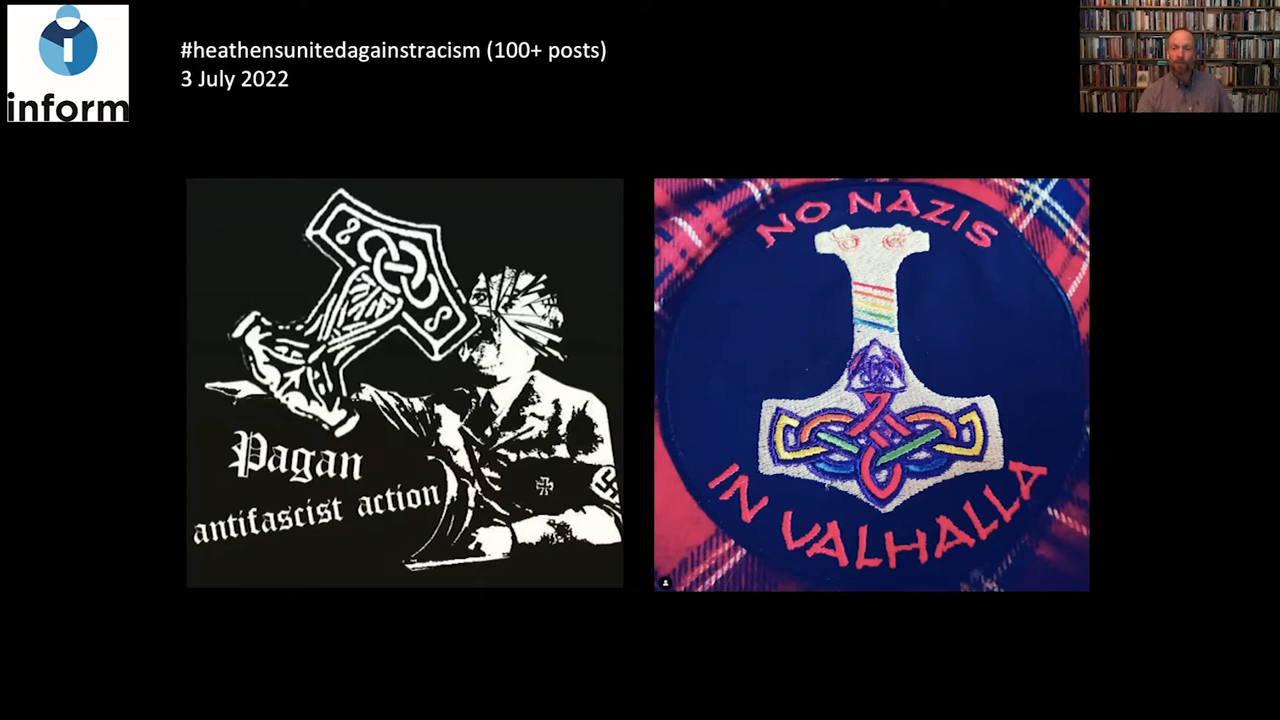 inform
#heathensunitedagainstracism (100+ posts)
3 July 2022
Pagan
antifascist action
NO NAZIS
IN VALHALLA